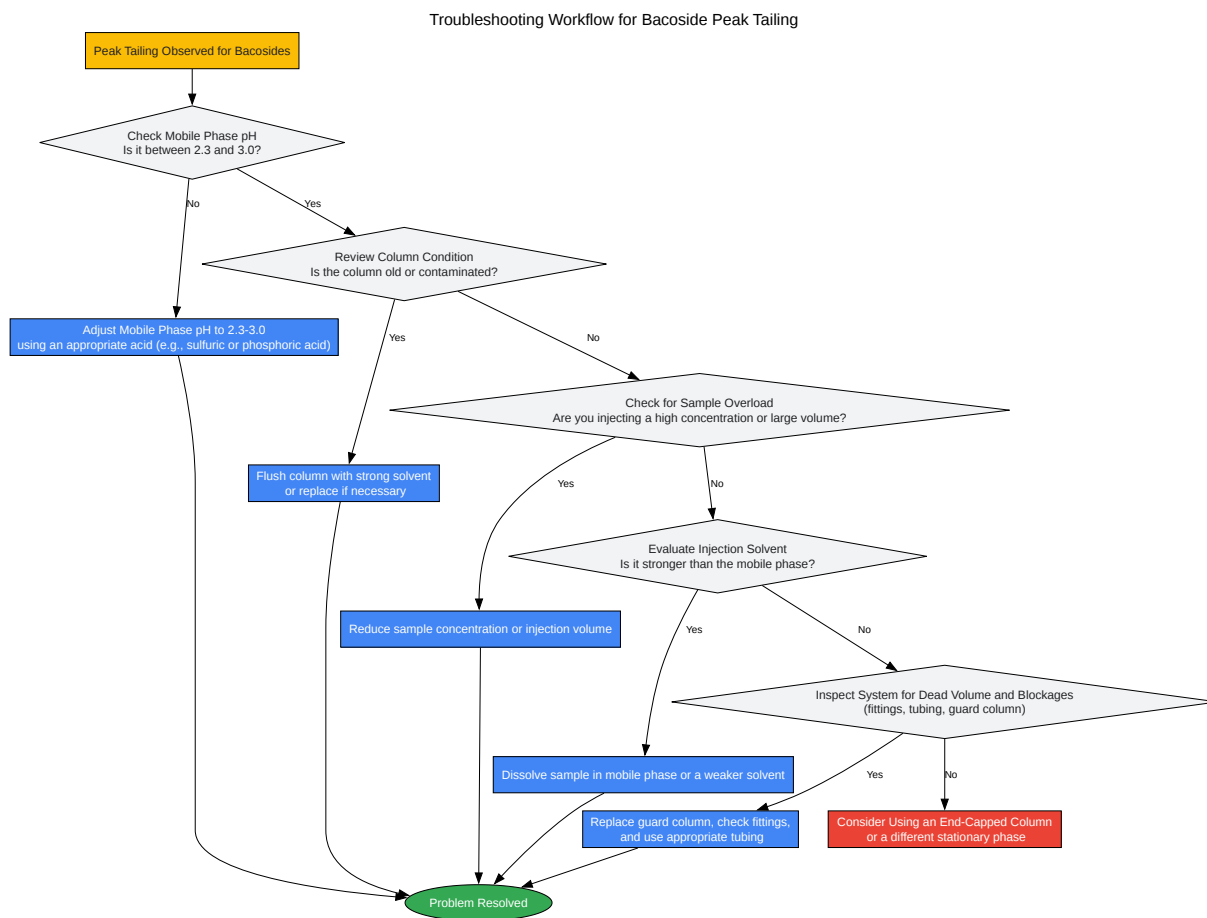 Troubleshooting Workflow for Bacoside Peak Tailing
Peak Tailing Observed for Bacosides
Check Mobile Phase pH
Is it between 2.3 and 3.0?
No
Yes
Review Column Condition
Is the column old or contaminated?
Adjust Mobile Phase pH to 2.3-3.0
using an appropriate acid (e.g., sulfuric or phosphoric acid)
Yes
No
Check for Sample Overload
Are you injecting a high concentration or large volume?
Flush column with strong solvent
or replace if necessary
Yes
No
Evaluate Injection Solvent
Is it stronger than the mobile phase?
Reduce sample concentration or injection volume
Yes
No
Inspect System for Dead Volume and Blockages
(fittings, tubing, guard column)
Dissolve sample in mobile phase or a weaker solvent
Yes
No
Replace guard column, check fittings,
and use appropriate tubing
Consider Using an End-Capped Column
or a different stationary phase
Problem Resolved